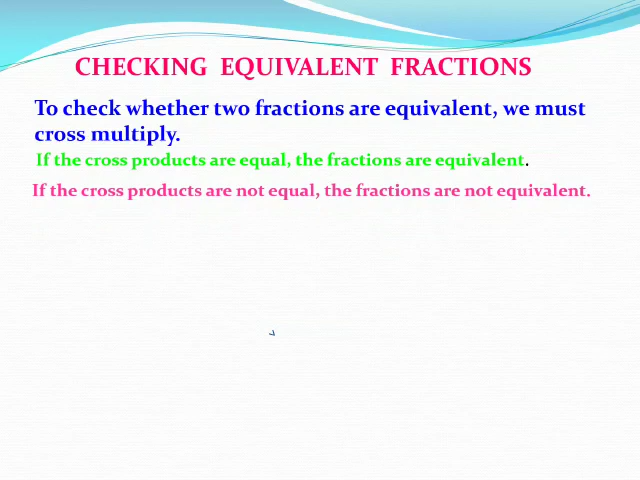 CHECKING EQUIVALENT FRACTIONS
To check whether two fractions are equivalent, we must
cross multiply.
If the cross products are equal, the fractions are equivalent.
If the cross products are not equal, the fractions are not equivalent.